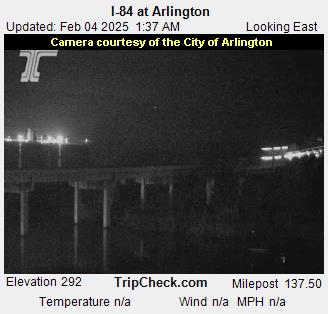 I-84 at Arlington
Updated: Feb 04 2025 1:37 AM Looking East
Camera courtesy of the City of Arlington
Elevation 292 TripCheck.com Milepost 137.50
Temperature n/a Wind n/a MPH n/a